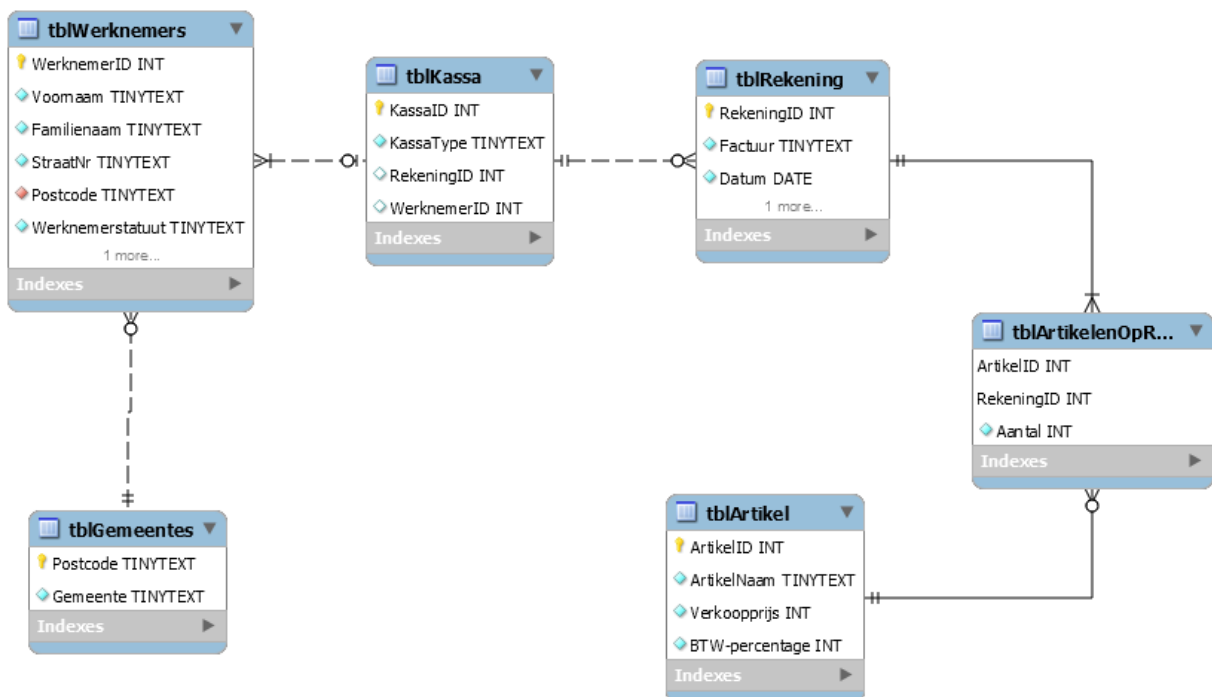 tblWerknemers
WerknemerID INT
Voornaam TINYTEXT
Familienaam TINYTEXT
StraatNr TINYTEXT
Postcode TINYTEXT
Werknemerstatuut TINYTEXT
1 more...
Indexes
tblKassa
KassaID INT
KassaType TINYTEXT
RekeningID INT
WerknemerID INT
Indexes
tblRekening
RekeningID INT
Factuur TINYTEXT
Datum DATE
1 more...
Indexes
tblArtikelenOpR...
ArtikelID INT
RekeningID INT
Aantal INT
Indexes
tblGemeentes
Postcode TINYTEXT
Gemeente TINYTEXT
Indexes
tblArtikel
ArtikelID INT
ArtikelNaam TINYTEXT
Verkoopprijs INT
BTW-percentage INT
Indexes